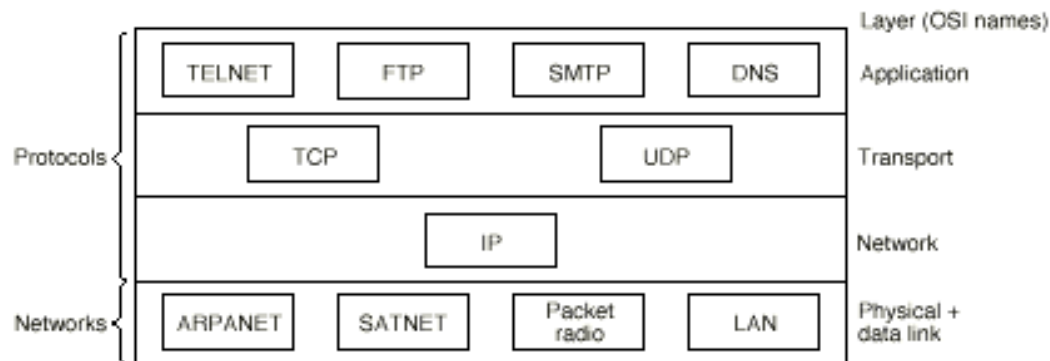 Layer (OSI names)
TELNET FTP SMTP DNS Application
Protocols TCP UDP Transport
IP Network
Networks ARPANET SATNET Packet radio LAN Physical + data link